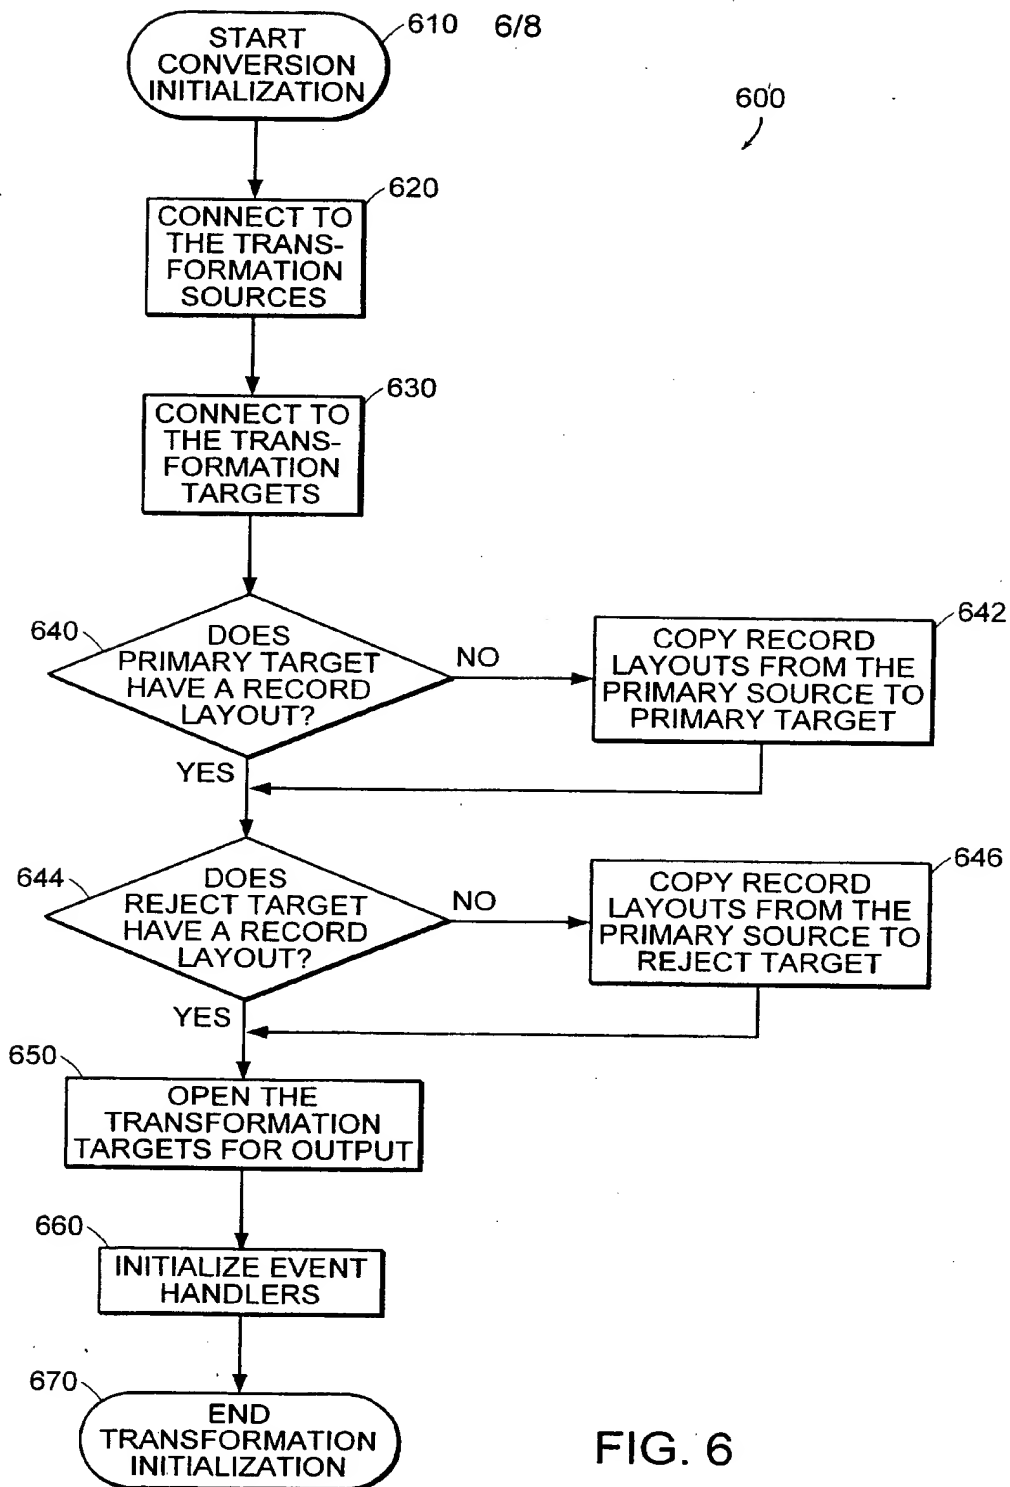 START
CONVERSION
INITIALIZATION
610
6/8
600
620
CONNECT TO
THE TRANS-
FORMATION
SOURCES
630
CONNECT TO
THE TRANS-
FORMATION
TARGETS
640
DOES
PRIMARY TARGET
HAVE A RECORD
LAYOUT?
NO
642
COPY RECORD
LAYOUTS FROM THE
PRIMARY SOURCE TO
PRIMARY TARGET
YES
644
DOES
REJECT TARGET
HAVE A RECORD
LAYOUT?
NO
646
COPY RECORD
LAYOUTS FROM THE
PRIMARY SOURCE TO
REJECT TARGET
YES
650
OPEN THE
TRANSFORMATION
TARGETS FOR OUTPUT
660
INITIALIZE EVENT
HANDLERS
670
END
TRANSFORMATION
INITIALIZATION
FIG. 6